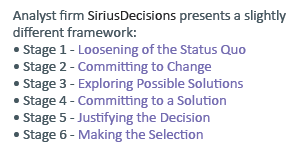 Analyst firm SiriusDecisions presents a slightly
different framework:
• Stage 1 - Loosening of the Status Quo
• Stage 2 - Committing to Change
• Stage 3 - Exploring Possible Solutions
• Stage 4 - Committing to a Solution
• Stage 5 - Justifying the Decision
• Stage 6 - Making the Selection